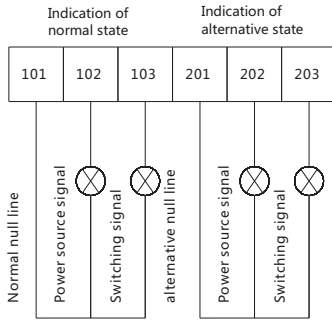 Indication of
normal state
Indication of
alternative state
101 102 103 201 202 203
Normal null line
Power source signal
Switching signal
alternative null line
Power source signal
Switching signal